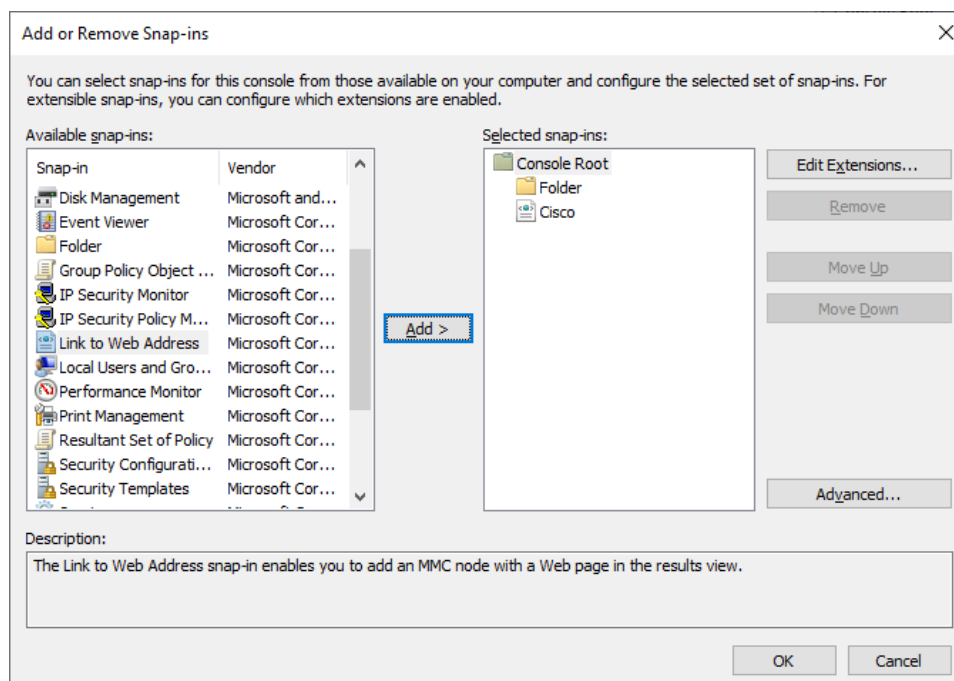 Add or Remove Snap-ins
You can select snap-ins for this console from those available on your computer and configure the selected set of snap-ins. For
extensible snap-ins, you can configure which extensions are enabled.
Available snap-ins:
Selected snap-ins:
Snap-in Vendor
Disk Management Microsoft and...
Event Viewer Microsoft Cor...
Folder Microsoft Cor...
Group Policy Object ... Microsoft Cor...
IP Security Monitor Microsoft Cor...
IP Security Policy M... Microsoft Cor...
Link to Web Address Microsoft Cor...
Local Users and Gro... Microsoft Cor...
Performance Monitor Microsoft Cor...
Print Management Microsoft Cor...
Resultant Set of Policy Microsoft Cor...
Security Configurati... Microsoft Cor...
Security Templates Microsoft Cor...
Add >
Console Root
Folder
Cisco
Edit Extensions...
Remove
Move Up
Move Down
Advanced...
Description:
The Link to Web Address snap-in enables you to add an MMC node with a Web page in the results view.
OK
Cancel